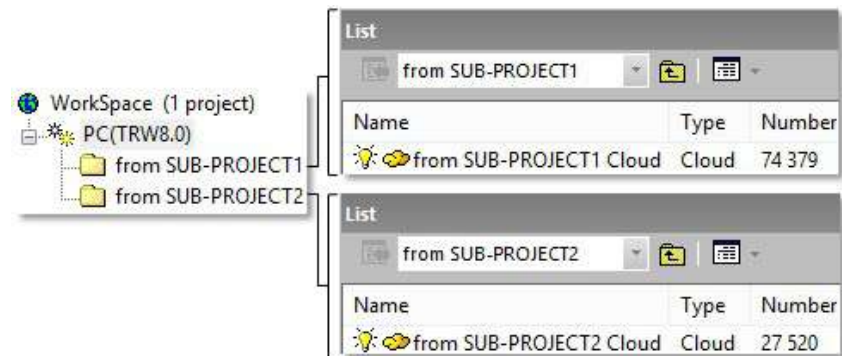 WorkSpace (1 project)
PC(TRW8.0)
from SUB-PROJECT1
from SUB-PROJECT2
List
from SUB-PROJECT1
Name Type Number
from SUB-PROJECT1 Cloud Cloud 74 379
List
from SUB-PROJECT2
Name Type Number
from SUB-PROJECT2 Cloud Cloud 27 520